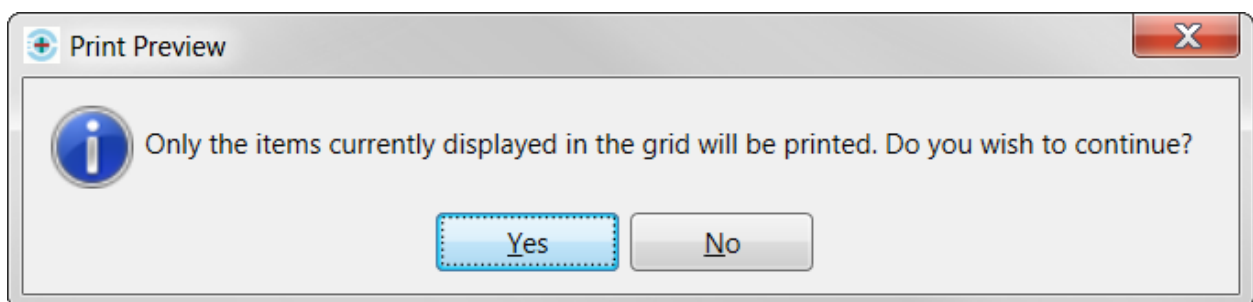 Print Preview
Only the items currently displayed in the grid will be printed. Do you wish to continue?
Yes
No